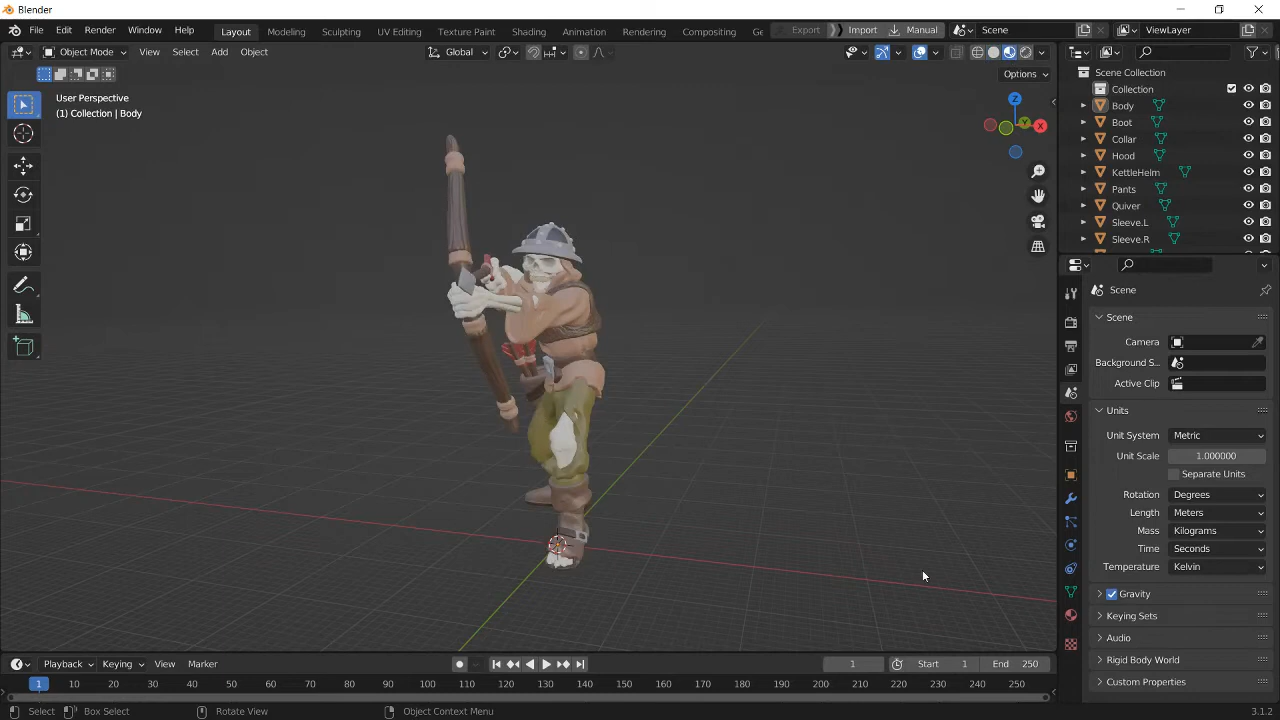 Blender
File Edit Render Window Help Layout Modeling Sculpting UV Editing Texture Paint Shading Animation Rendering Compositing Ge Export Import Manual Scene ViewLayer
Object Mode View Select Add Object Global
Options
User Perspective
(1) Collection | Body
Z
Y
X
Scene Collection
Collection
Body
Boot
Collar
Hood
KettleHelm
Pants
Quiver
Sleeve.L
Sleeve.R
Scene
Scene
Camera
Background S...
Active Clip
Units
Unit System Metric
Unit Scale 1.000000
Separate Units
Rotation Degrees
Length Meters
Mass Kilograms
Time Seconds
Temperature Kelvin
Gravity
Keying Sets
Audio
Rigid Body World
Custom Properties
Playback Keying View Marker 1 Start 1 End 250
1 10 20 30 40 50 60 70 80 90 100 110 120 130 140 150 160 170 180 190 200 210 220 230 240 250
Select Box Select Rotate View Object Context Menu 3.1.2